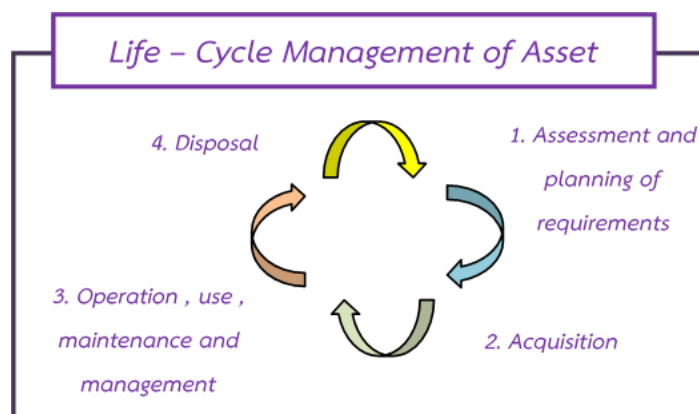 Life – Cycle Management of Asset
4. Disposal
1. Assessment and
planning of
requirements
3. Operation , use ,
maintenance and
management
2. Acquisition